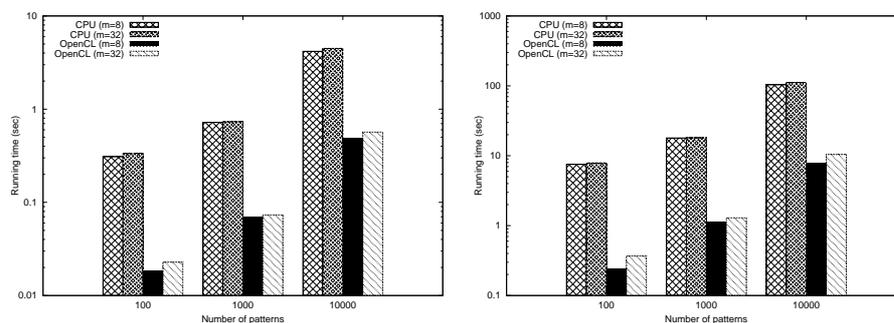 10
1
0.1
0.01
Running time (sec)
CPU (m=8)
CPU (m=32)
OpenCL (m=8)
OpenCL (m=32)
100 1000 10000
Number of patterns
1000
100
10
1
0.1
Running time (sec)
CPU (m=8)
CPU (m=32)
OpenCL (m=8)
OpenCL (m=32)
100 1000 10000
Number of patterns